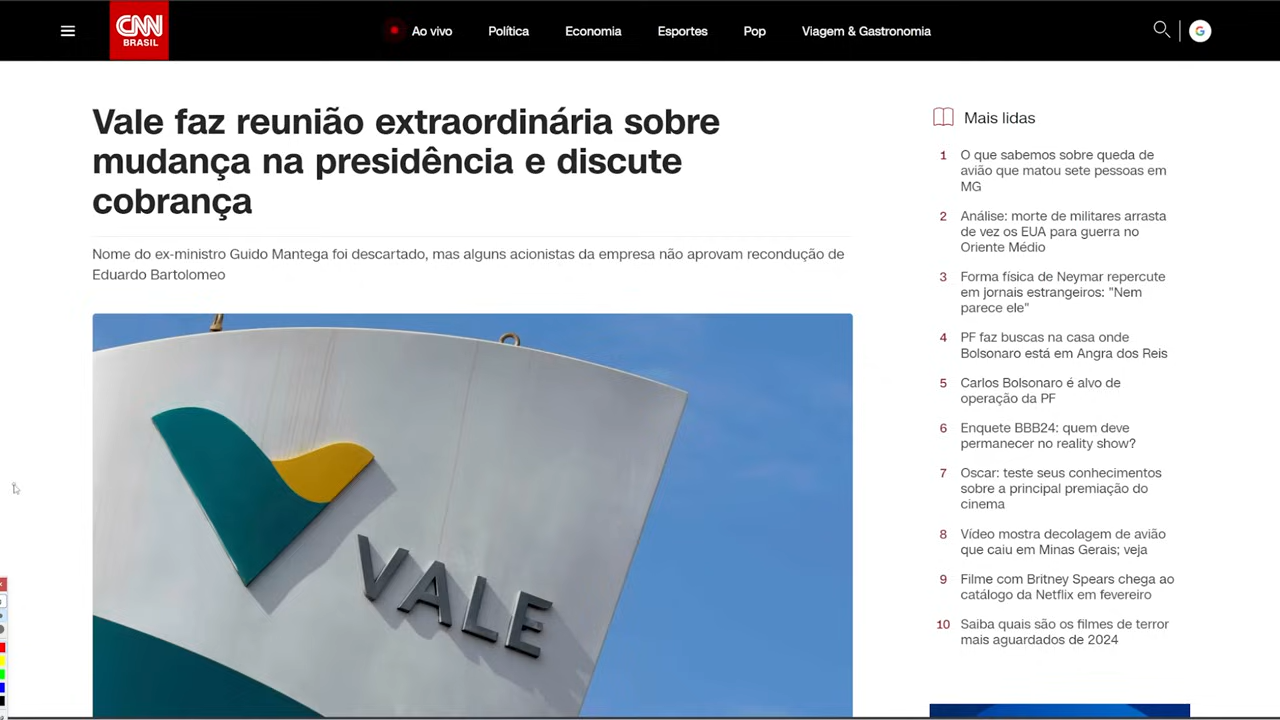 CNN
BRASIL
Ao vivo
Política
Economia
Esportes
Pop
Viagem & Gastronomia
Vale faz reunião extraordinária sobre
mudança na presidência e discute
cobrança
Nome do ex-ministro Guido Mantega foi descartado, mas alguns acionistas da empresa não aprovam recondução de
Eduardo Bartolomeo
VALE
Mais lidas
1 O que sabemos sobre queda de
avião que matou sete pessoas em
MG
2 Análise: morte de militares arrasta
de vez os EUA para guerra no
Oriente Médio
3 Forma física de Neymar repercute
em jornais estrangeiros: "Nem
parece ele"
4 PF faz buscas na casa onde
Bolsonaro está em Angra dos Reis
5 Carlos Bolsonaro é alvo de
operação da PF
6 Enquete BBB24: quem deve
permanecer no reality show?
7 Oscar: teste seus conhecimentos
sobre a principal premiação do
cinema
8 Vídeo mostra decolagem de avião
que caiu em Minas Gerais; veja
9 Filme com Britney Spears chega ao
catálogo da Netflix em fevereiro
10 Saiba quais são os filmes de terror
mais aguardados de 2024